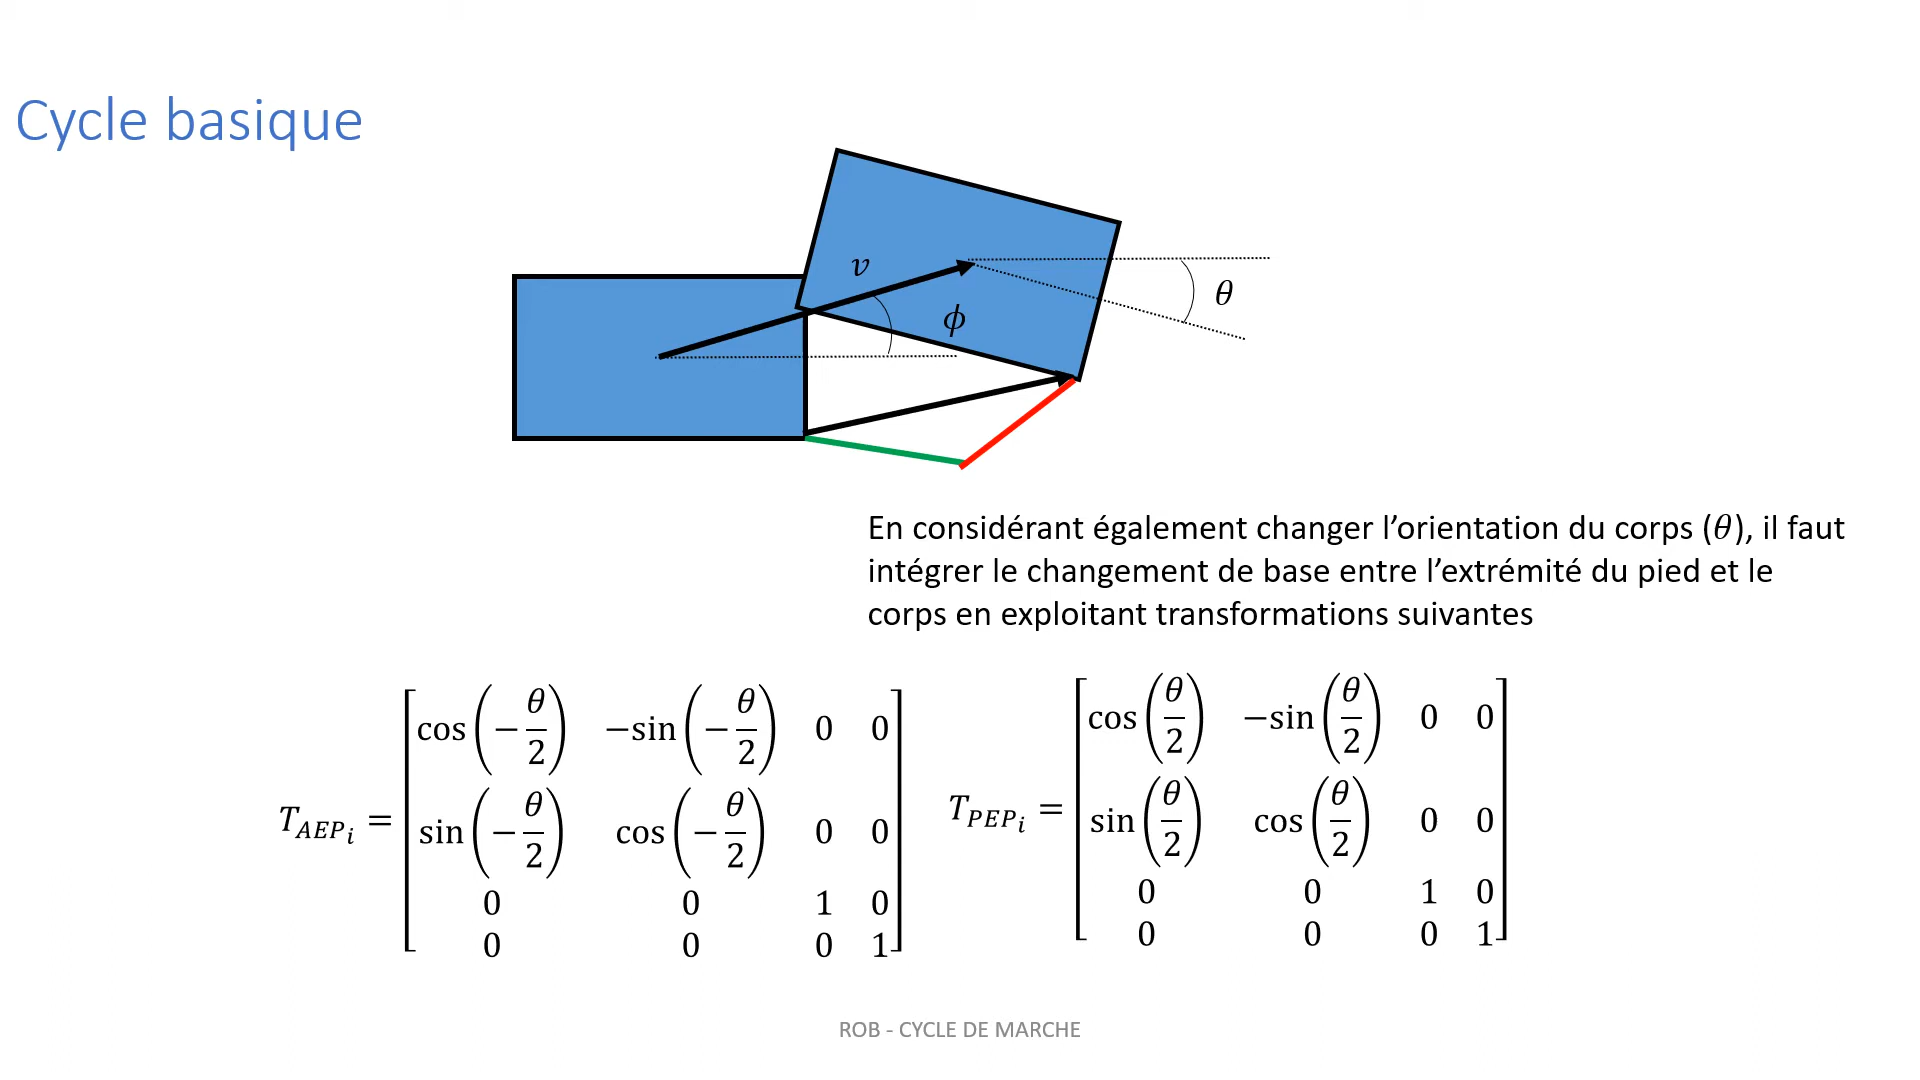 Cycle basique
v
ϕ
θ
En considérant également changer l’orientation du corps (θ), il faut
intégrer le changement de base entre l’extrémité du pied et le
corps en exploitant transformations suivantes
T_{AEP_i} = [ cos(−θ/2) −sin(−θ/2) 0 0
sin(−θ/2) cos(−θ/2) 0 0
0 0 1 0
0 0 0 1 ]
T_{PEP_i} = [ cos(θ/2) −sin(θ/2) 0 0
sin(θ/2) cos(θ/2) 0 0
0 0 1 0
0 0 0 1 ]
ROB - CYCLE DE MARCHE